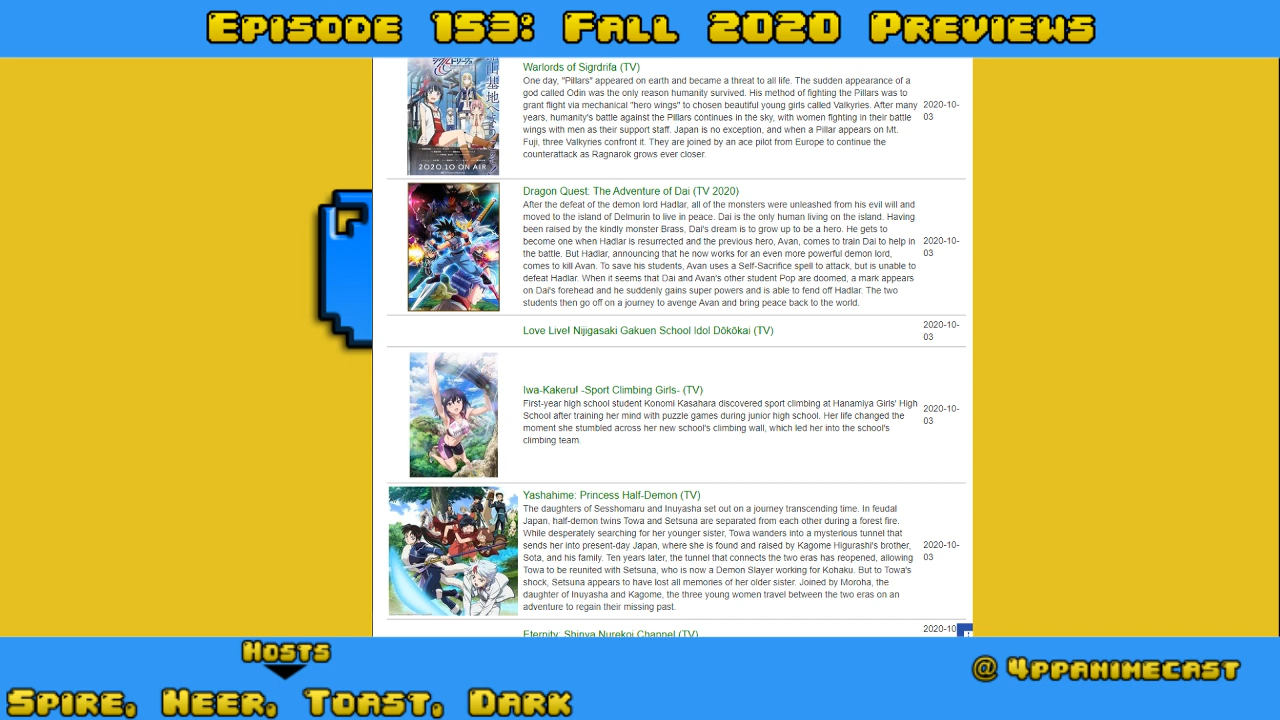 Episode 153: Fall 2020 Previews
2020.10 ON AIR
Warlords of Sigrdrifa (TV)
One day, "Pillars" appeared on earth and became a threat to all life. The sudden appearance of a
god called Odin was the only reason humanity survived. His method of fighting the Pillars was to
grant flight via mechanical "hero wings" to chosen beautiful young girls called Valkyries. After many
years, humanity's battle against the Pillars continues in the sky, with women fighting in their battle
wings with men as their support staff. Japan is no exception, and when a Pillar appears on Mt.
Fuji, three Valkyries confront it. They are joined by an ace pilot from Europe to continue the
counterattack as Ragnarok grows ever closer.
2020-10-
03
Dragon Quest: The Adventure of Dai (TV 2020)
After the defeat of the demon lord Hadlar, all of the monsters were unleashed from his evil will and
moved to the island of Delmurin to live in peace. Dai is the only human living on the island. Having
been raised by the kindly monster Brass, Dai's dream is to grow up to be a hero. He gets to
become one when Hadlar is resurrected and the previous hero, Avan, comes to train Dai to help in
the battle. But Hadlar, announcing that he now works for an even more powerful demon lord,
comes to kill Avan. To save his students, Avan uses a Self-Sacrifice spell to attack, but is unable to
defeat Hadlar. When it seems that Dai and Avan's other student Pop are doomed, a mark appears
on Dai's forehead and he suddenly gains super powers and is able to fend off Hadlar. The two
students then go off on a journey to avenge Avan and bring peace back to the world.
2020-10-
03
Love Live! Nijigasaki Gakuen School Idol Dōkōkai (TV)
2020-10-
03
Iwa-Kakeru! -Sport Climbing Girls- (TV)
First-year high school student Konomi Kasahara discovered sport climbing at Hanamiya Girls' High
School after training her mind with puzzle games during junior high school. Her life changed the
moment she stumbled across her new school's climbing wall, which led her into the school's
climbing team.
2020-10-
03
Yashahime: Princess Half-Demon (TV)
The daughters of Sesshomaru and Inuyasha set out on a journey transcending time. In feudal
Japan, half-demon twins Towa and Setsuna are separated from each other during a forest fire.
While desperately searching for her younger sister, Towa wanders into a mysterious tunnel that
sends her into present-day Japan, where she is found and raised by Kagome Higurashi's brother,
Sota, and his family. Ten years later, the tunnel that connects the two eras has reopened, allowing
Towa to be reunited with Setsuna, who is now a Demon Slayer working for Kohaku. But to Towa's
shock, Setsuna appears to have lost all memories of her older sister. Joined by Moroha, the
daughter of Inuyasha and Kagome, the three young women travel between the two eras on an
adventure to regain their missing past.
2020-10-
03
Eternity: Shinya Nurekoi Channel (TV)
2020-10
Hosts
Spire, Neer, Toast, Dark
@ 4ppanimecast